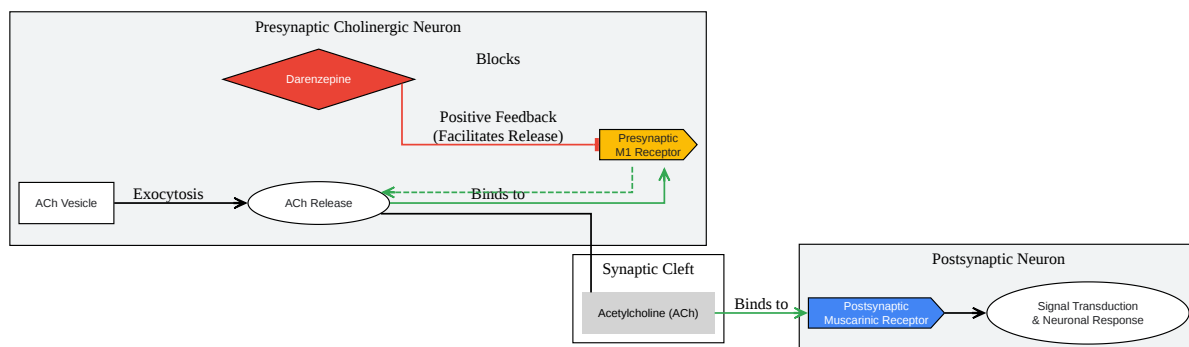 Presynaptic Cholinergic Neuron
Blocks
Darenzepine
Positive Feedback
(Facilitates Release)
Presynaptic
M1 Receptor
ACh Vesicle
Exocytosis
ACh Release
Binds to
Synaptic Cleft
Acetylcholine (ACh)
Binds to
Postsynaptic Neuron
Postsynaptic
Muscarinic Receptor
Signal Transduction
& Neuronal Response